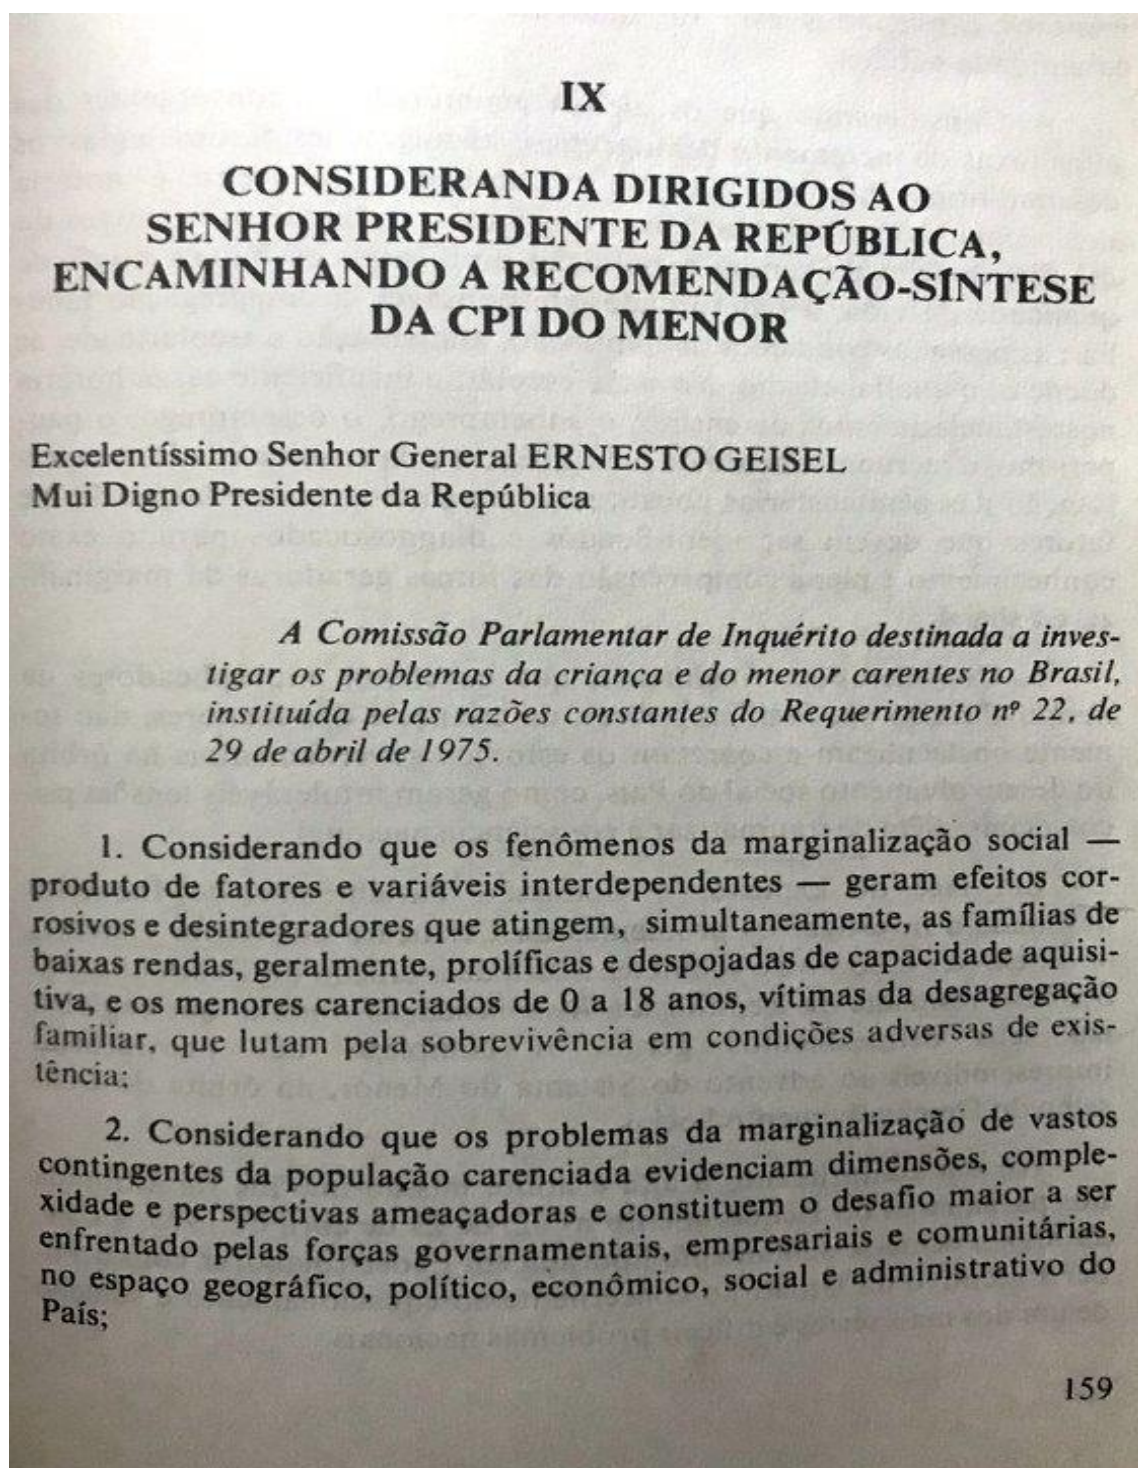 IX
CONSIDERANDA DIRIGIDOS AO
SENHOR PRESIDENTE DA REPÚBLICA,
ENCAMINHANDO A RECOMENDAÇÃO-SÍNTESE
DA CPI DO MENOR
Excelentíssimo Senhor General ERNESTO GEISEL
Mui Digno Presidente da República
A Comissão Parlamentar de Inquérito destinada a inves-
tigar os problemas da criança e do menor carentes no Brasil,
instituída pelas razões constantes do Requerimento nº 22, de
29 de abril de 1975.
1. Considerando que os fenômenos da marginalização social —
produto de fatores e variáveis interdependentes — geram efeitos cor-
rosivos e desintegradores que atingem, simultaneamente, as famílias de
baixas rendas, geralmente, prolíficas e despojadas de capacidade aquisi-
tiva, e os menores carenciados de 0 a 18 anos, vítimas da desagregação
familiar, que lutam pela sobrevivência em condições adversas de exis-
tência;
2. Considerando que os problemas da marginalização de vastos
contingentes da população carenciada evidenciam dimensões, comple-
xidade e perspectivas ameaçadoras e constituem o desafio maior a ser
enfrentado pelas forças governamentais, empresariais e comunitárias,
no espaço geográfico, político, econômico, social e administrativo do
País;
159